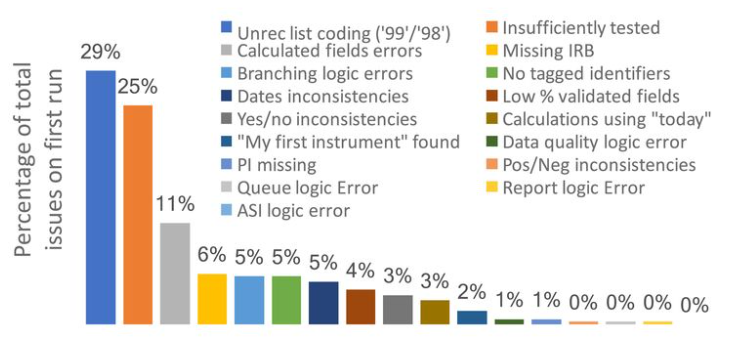 Percentage of total
issues on first run
Unrec list coding ('99'/'98')
Insufficiently tested
Calculated fields errors
Missing IRB
Branching logic errors
No tagged identifiers
Dates inconsistencies
Low % validated fields
Yes/no inconsistencies
Calculations using "today"
"My first instrument" found
Data quality logic error
PI missing
Pos/Neg inconsistencies
Queue logic Error
Report logic Error
ASI logic error
29%
25%
11%
6%
5%
5%
5%
4%
3%
3%
2%
1%
1%
0%
0%
0%
0%